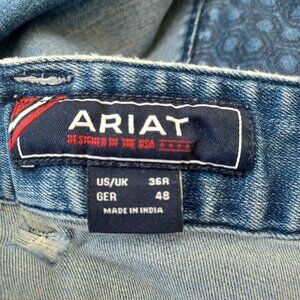 ARIAT
DESIGNED IN THE USA
US/UK 36R
GER 48
MADE IN INDIA